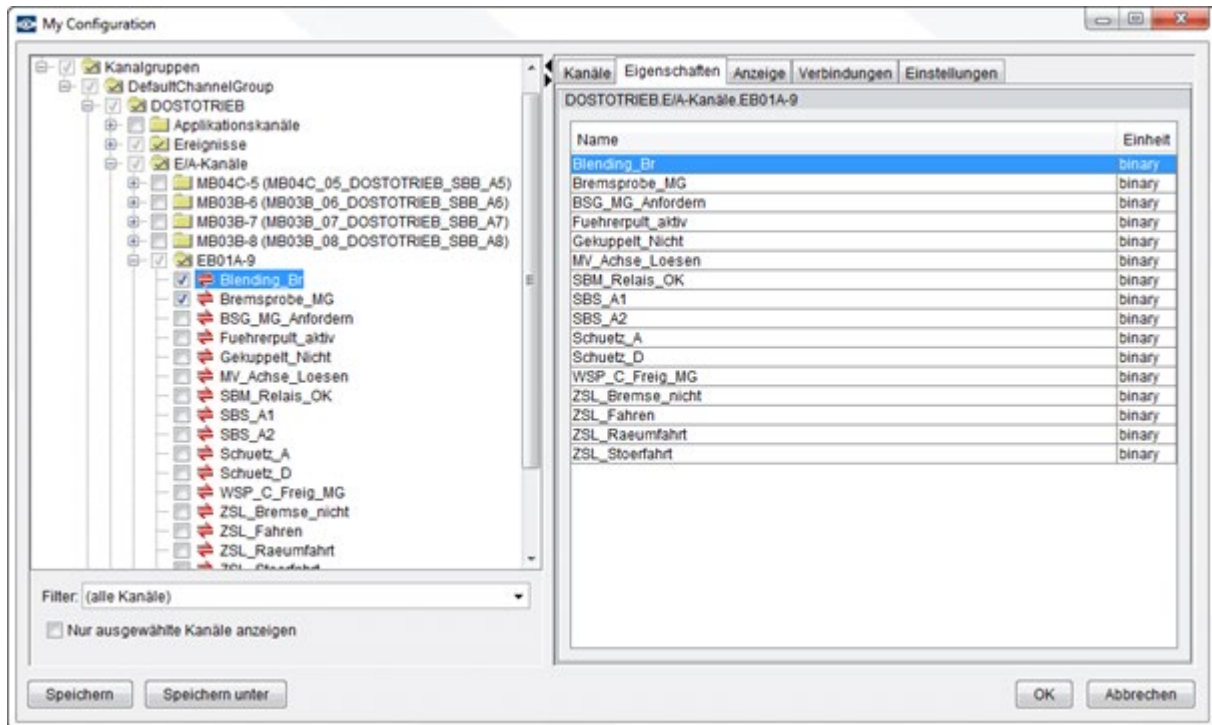 My Configuration
Kanalgruppen
DefaultChannelGroup
DOSTOTRIEB
Applikationskanäle
Ereignisse
E/A-Kanäle
MB04C-5 (MB04C_05_DOSTOTRIEB_SBB_A5)
MB03B-6 (MB03B_06_DOSTOTRIEB_SBB_A6)
MB03B-7 (MB03B_07_DOSTOTRIEB_SBB_A7)
MB03B-8 (MB03B_08_DOSTOTRIEB_SBB_A8)
EB01A-9
Blending_Br
Bremsprobe_MG
BSG_MG_Anfordern
Fuehrerpult_aktiv
Gekuppelt_Nicht
MV_Achse_Loesen
SBM_Relais_OK
SBS_A1
SBS_A2
Schuetz_A
Schuetz_D
WSP_C_Freig_MG
ZSL_Bremse_nicht
ZSL_Fahren
ZSL_Raeumfahrt
ZSL_Stoerfahrt
Filter: (alle Kanäle)
Nur ausgewählte Kanäle anzeigen
Kanäle Eigenschaften Anzeige Verbindungen Einstellungen
DOSTOTRIEB.E/A-Kanäle.EB01A-9
Name Einheit
Blending_Br binary
Bremsprobe_MG binary
BSG_MG_Anfordern binary
Fuehrerpult_aktiv binary
Gekuppelt_Nicht binary
MV_Achse_Loesen binary
SBM_Relais_OK binary
SBS_A1 binary
SBS_A2 binary
Schuetz_A binary
Schuetz_D binary
WSP_C_Freig_MG binary
ZSL_Bremse_nicht binary
ZSL_Fahren binary
ZSL_Raeumfahrt binary
ZSL_Stoerfahrt binary
Speichern Speichern unter OK Abbrechen